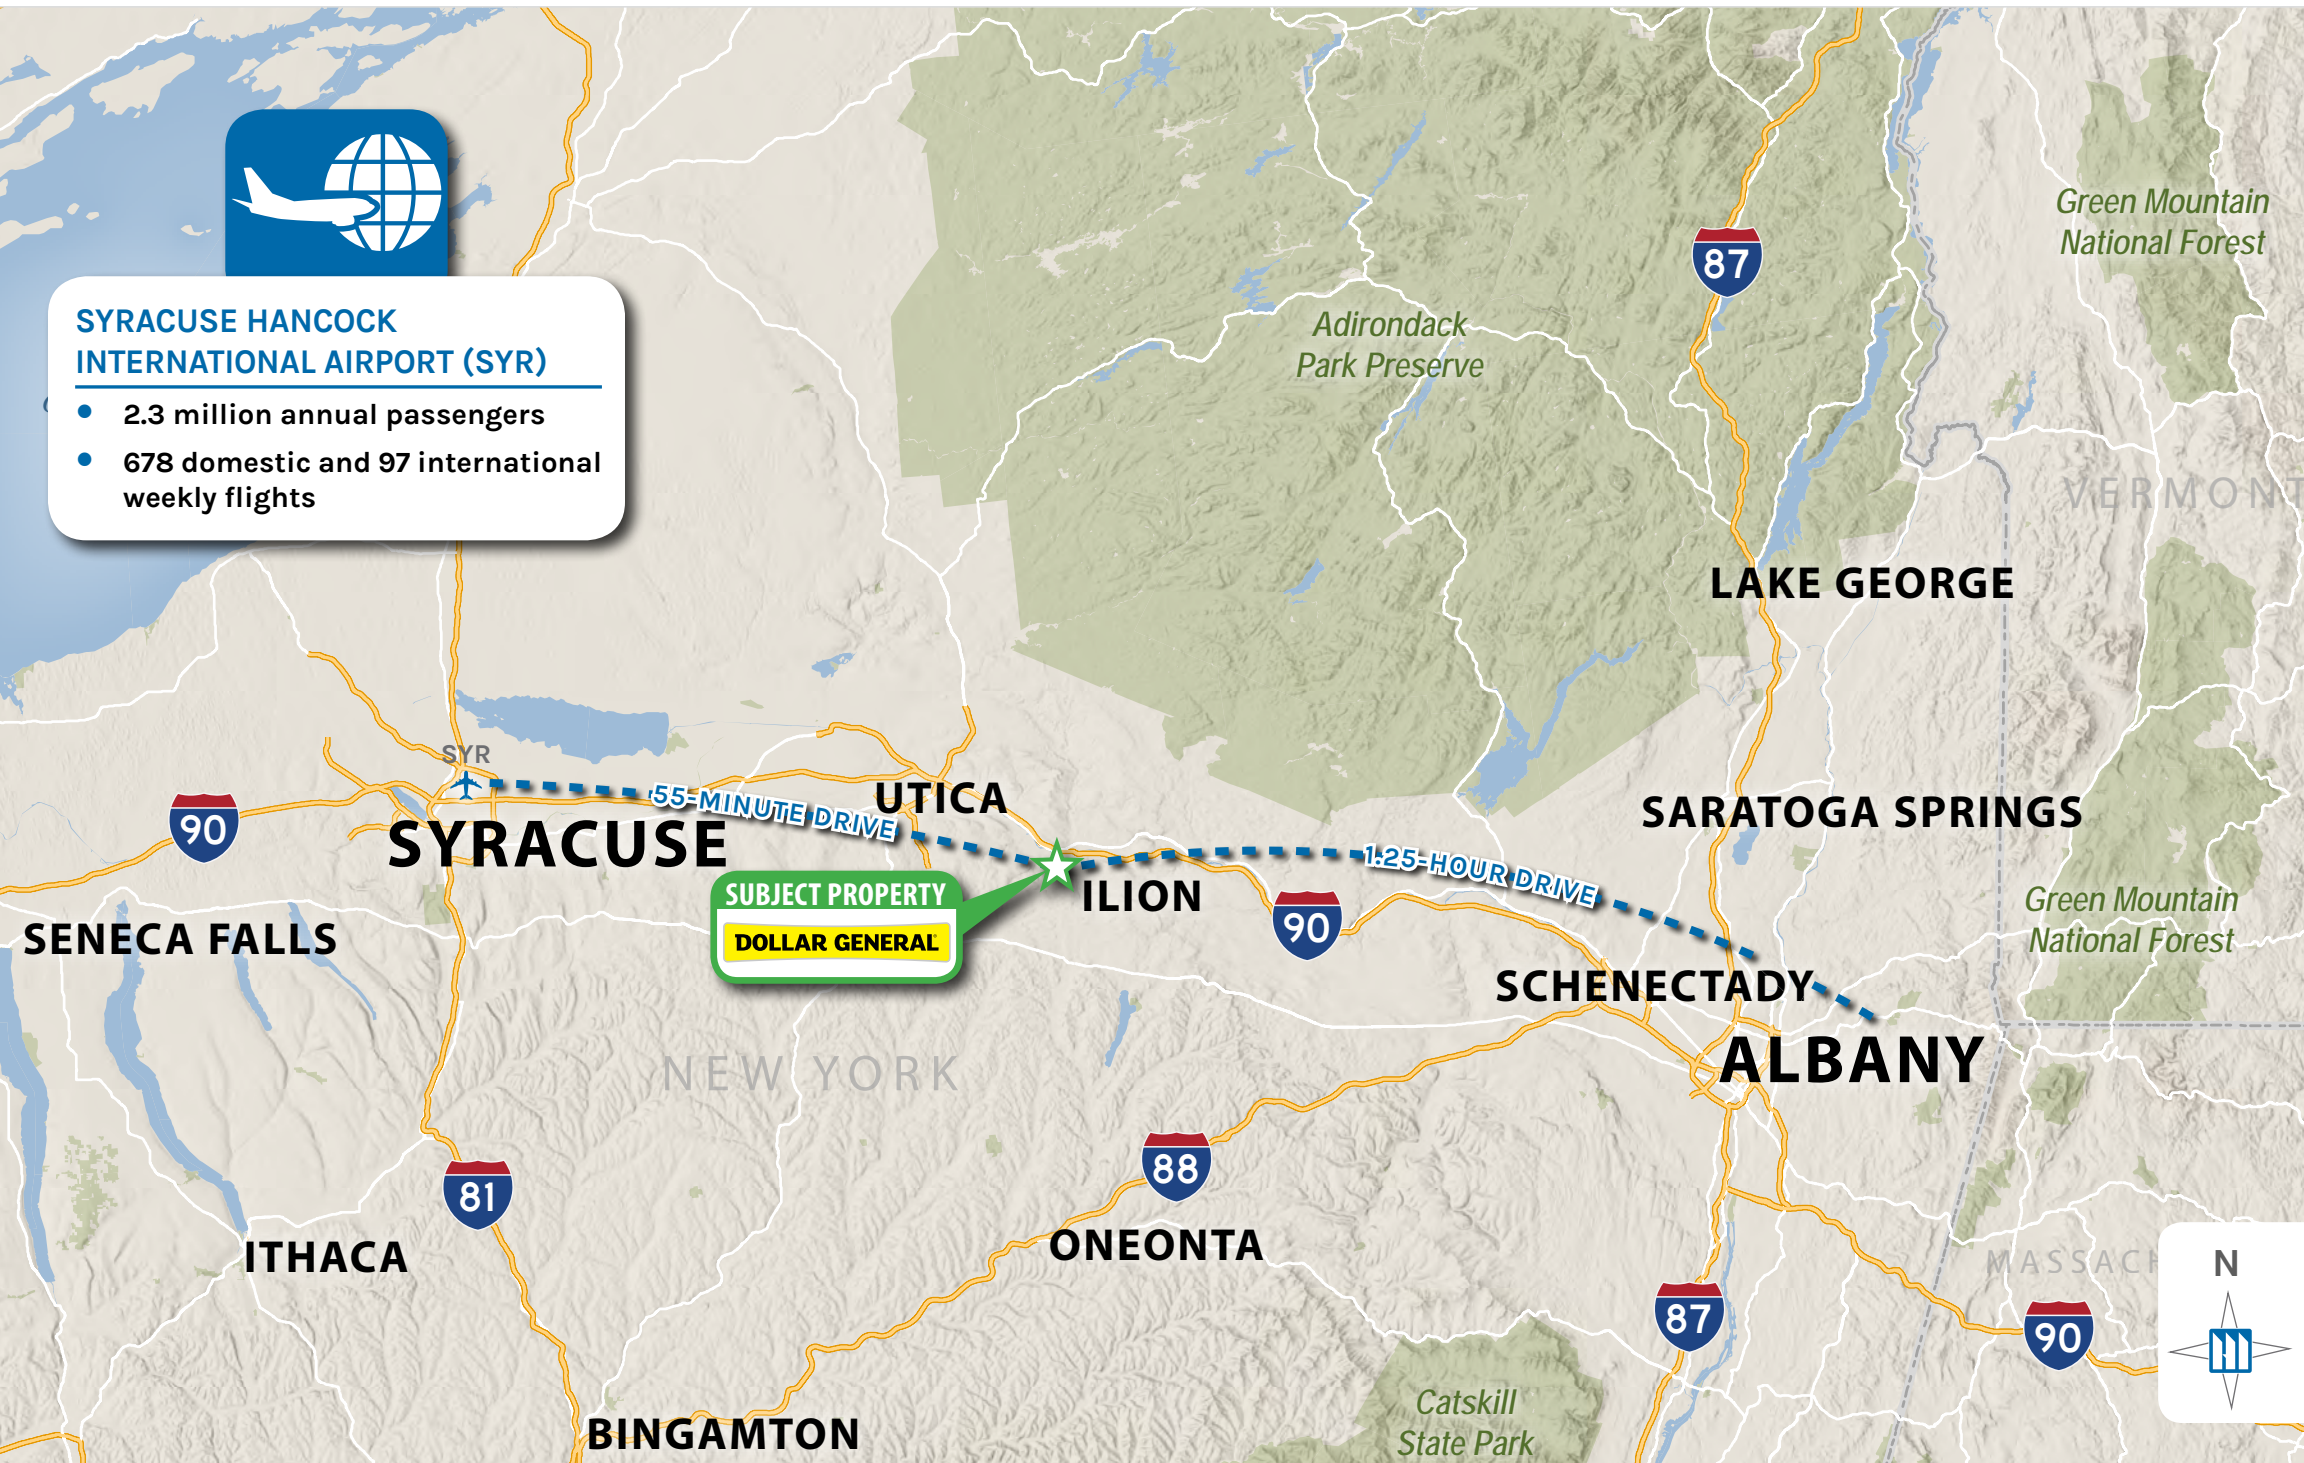 SYRACUSE HANCOCK
INTERNATIONAL AIRPORT (SYR)
• 2.3 million annual passengers
• 678 domestic and 97 international
weekly flights
87
Green Mountain
National Forest
Adirondack
Park Preserve
VERMONT
LAKE GEORGE
SYR
90
SYRACUSE
55-MINUTE DRIVE
UTICA
SARATOGA SPRINGS
1.25-HOUR DRIVE
ILION
SUBJECT PROPERTY
DOLLAR GENERAL
90
SENECA FALLS
Green Mountain
National Forest
SCHENECTADY
ALBANY
NEW YORK
88
81
ONEONTA
ITHACA
MASSACH
N
87
90
Catskill
State Park
BINGAMTON